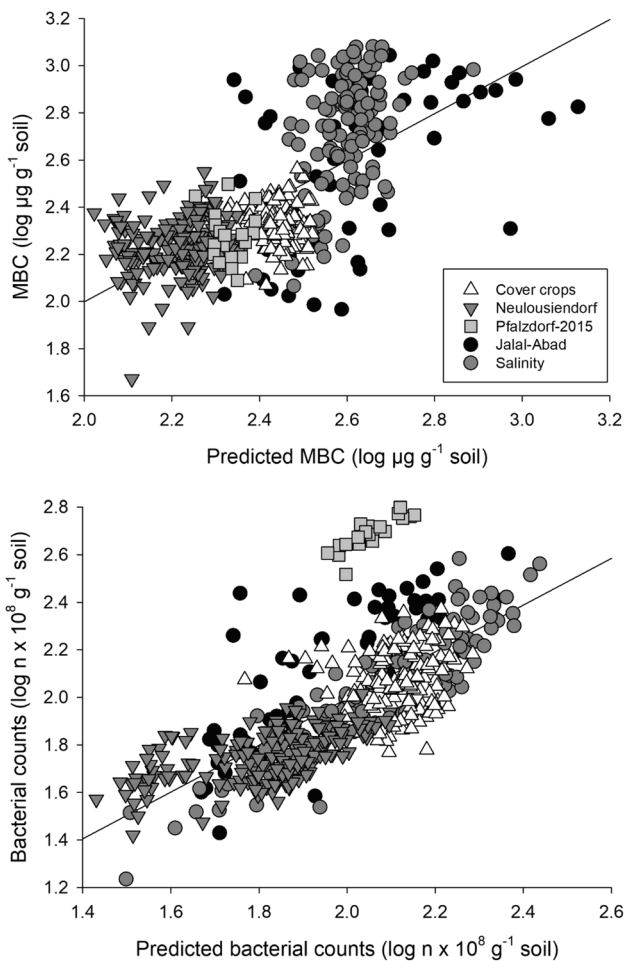 3.2
3.0
2.8
2.6
2.4
2.2
2.0
1.8
1.6
MBC (log µg g⁻¹ soil)
Cover crops
Neulousiendorf
Pfalzdorf-2015
Jalal-Abad
Salinity
2.0 2.2 2.4 2.6 2.8 3.0 3.2
Predicted MBC (log µg g⁻¹ soil)
2.8
2.6
2.4
2.2
2.0
1.8
1.6
1.4
1.2
Bacterial counts (log n x 10⁸ g⁻¹ soil)
1.4 1.6 1.8 2.0 2.2 2.4 2.6
Predicted bacterial counts (log n x 10⁸ g⁻¹ soil)